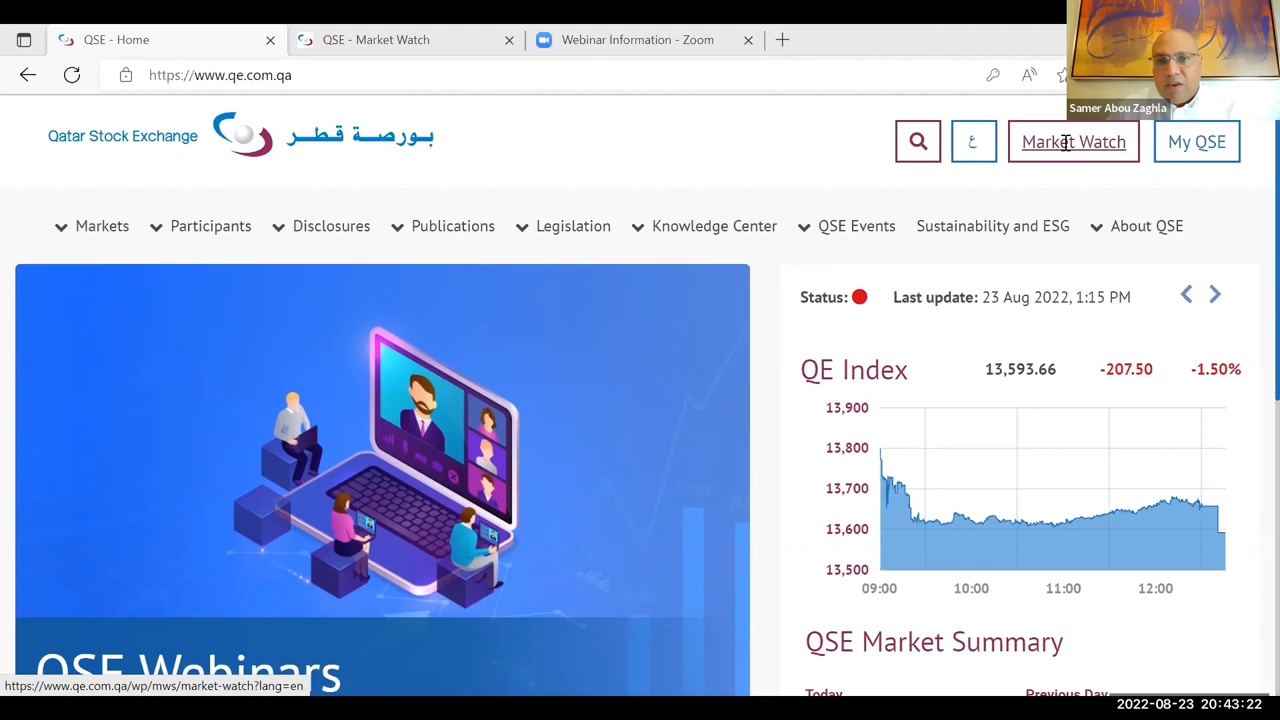 QSE - Home
QSE - Market Watch
Webinar Information - Zoom
https://www.qe.com.qa
Samer Abou Zaghla
Qatar Stock Exchange
بورصة قطر
ع
Market Watch
My QSE
Markets
Participants
Disclosures
Publications
Legislation
Knowledge Center
QSE Events
Sustainability and ESG
About QSE
Status:
Last update: 23 Aug 2022, 1:15 PM
QE Index 13,593.66 -207.50 -1.50%
13,900
13,800
13,700
13,600
13,500
09:00 10:00 11:00 12:00
QSE Market Summary
Today Previous Day
QSE Webinars
https://www.qe.com.qa/wp/mws/market-watch?lang=en
2022-08-23 20:43:22